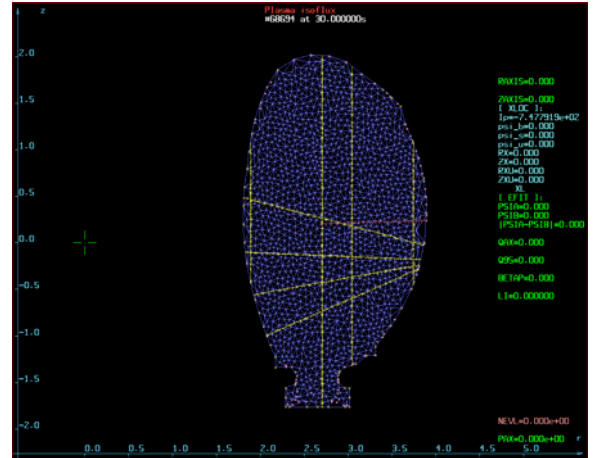 Plasma isoflux
#68694 at 30.000000s
z
2.0
1.5
1.0
0.5
0.0
-0.5
-1.0
-1.5
-2.0
0.0 0.5 1.0 1.5 2.0 2.5 3.0 3.5 4.0 4.5 5.0
r
RAXIS=0.000
ZAXIS=0.000
[ XLOC ]:
Ip=-7.477919e+02
psi_b=0.000
psi_s=0.000
psi_u=0.000
RX=0.000
ZX=0.000
RXU=0.000
ZXU=0.000
XL
[ EFIT ]:
PSIA=0.000
PSIB=0.000
|PSIA-PSIB|=0.000
QAX=0.000
Q95=0.000
BETAP=0.000
LI=0.000000
NEVL=0.000e+00
PAX=0.000e+00